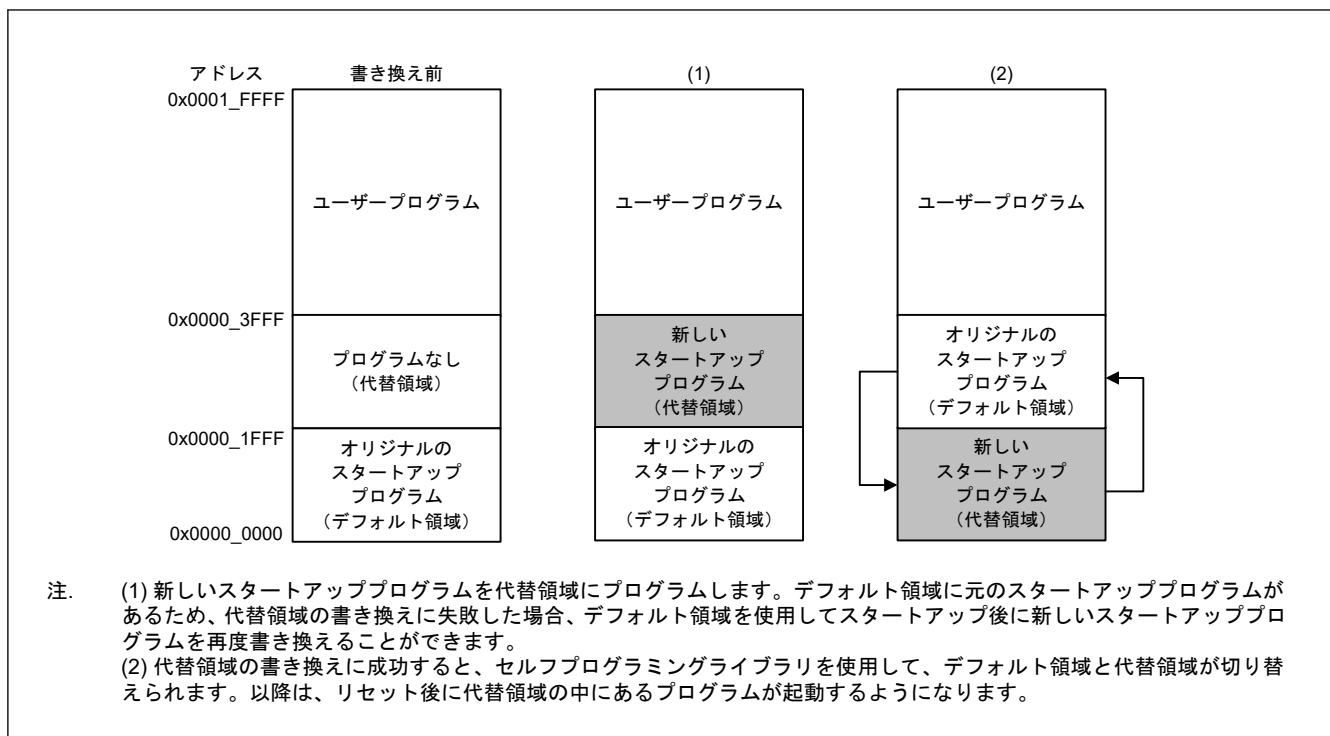 アドレス
書き換え前
(1)
(2)
0x0001_FFFF
ユーザープログラム
ユーザープログラム
ユーザープログラム
0x0000_3FFF
プログラムなし
(代替領域)
新しい
スタートアップ
プログラム
(代替領域)
オリジナルの
スタートアップ
プログラム
(デフォルト領域)
0x0000_1FFF
オリジナルの
スタートアップ
プログラム
(デフォルト領域)
オリジナルの
スタートアップ
プログラム
(デフォルト領域)
新しい
スタートアップ
プログラム
(代替領域)
0x0000_0000
注. (1) 新しいスタートアッププログラムを代替領域にプログラムします。デフォルト領域に元のスタートアッププログラムが
あるため、代替領域の書き換えに失敗した場合、デフォルト領域を使用してスタートアップ後に新しいスタートアッププロ
グラムを再度書き換えることができます。
(2) 代替領域の書き換えに成功すると、セルフプログラミングライブラリを使用して、デフォルト領域と代替領域が切り替
えられます。以降は、リセット後に代替領域の中にあるプログラムが起動するようになります。